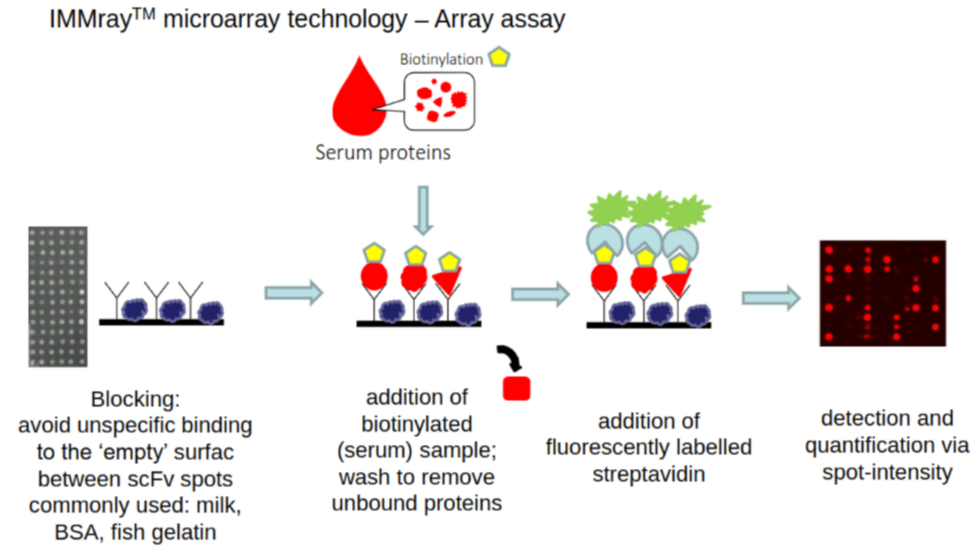 IMMray™ microarray technology – Array assay
Biotinylation
Serum proteins
Blocking:
avoid unspecific binding
to the ‘empty’ surfac
between scFv spots
commonly used: milk,
BSA, fish gelatin
addition of
biotinylated
(serum) sample;
wash to remove
unbound proteins
addition of
fluorescently labelled
streptavidin
detection and
quantification via
spot-intensity